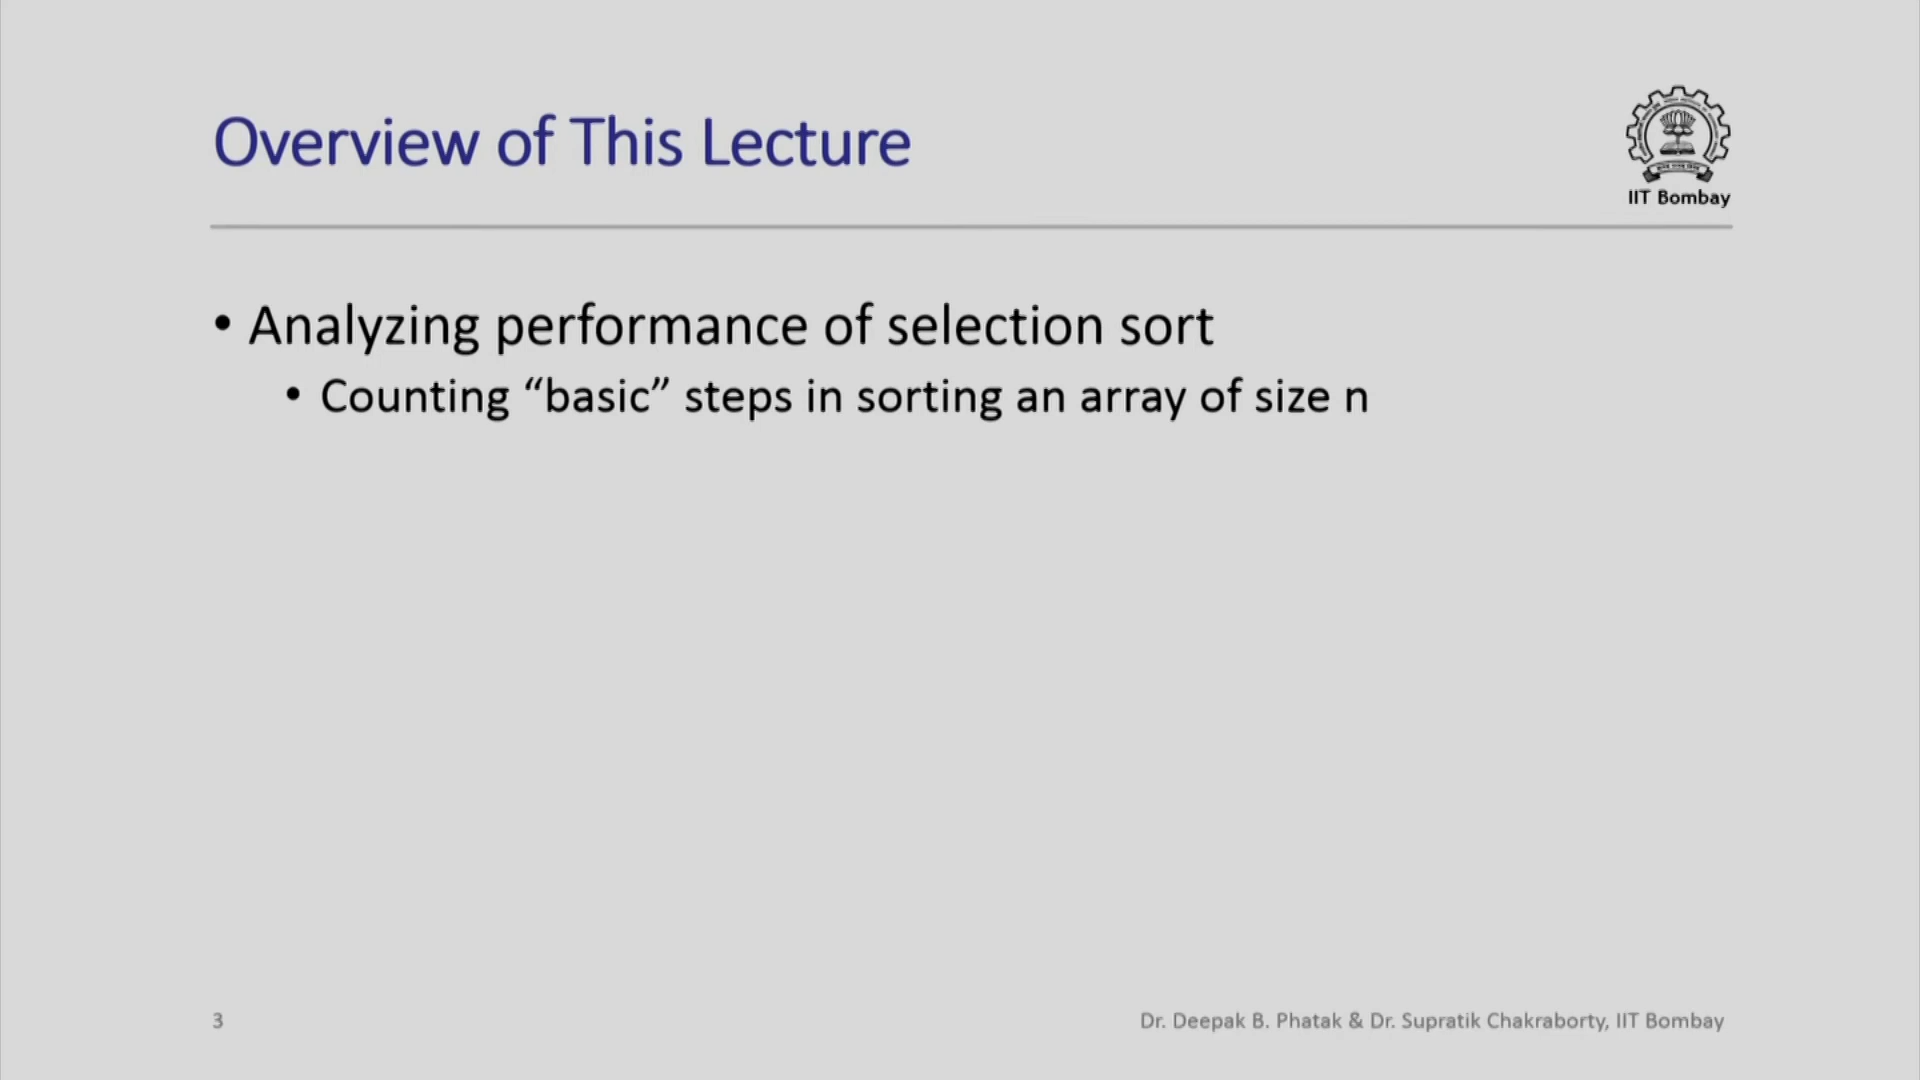 Overview of This Lecture
IIT Bombay
• Analyzing performance of selection sort
• Counting “basic” steps in sorting an array of size n
3
Dr. Deepak B. Phatak & Dr. Supratik Chakraborty, IIT Bombay